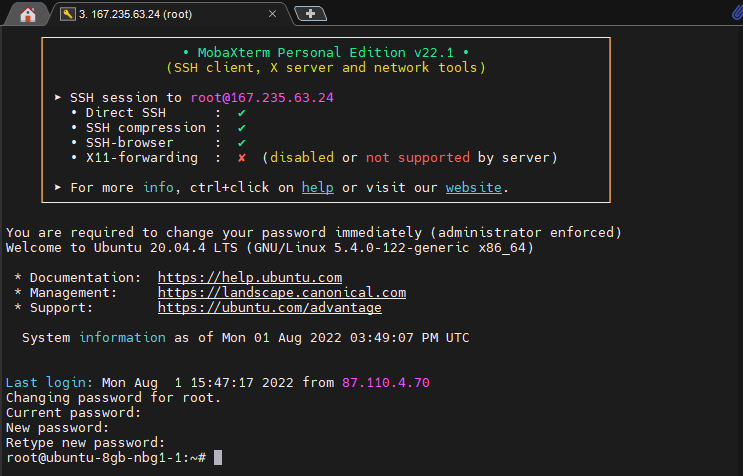 3. 167.235.63.24 (root)
• MobaXterm Personal Edition v22.1 •
(SSH client, X server and network tools)
➤ SSH session to root@167.235.63.24
• Direct SSH : ✔
• SSH compression : ✔
• SSH-browser : ✔
• X11-forwarding : ✘ (disabled or not supported by server)
➤ For more info, ctrl+click on help or visit our website.
You are required to change your password immediately (administrator enforced)
Welcome to Ubuntu 20.04.4 LTS (GNU/Linux 5.4.0-122-generic x86_64)
* Documentation: https://help.ubuntu.com
* Management: https://landscape.canonical.com
* Support: https://ubuntu.com/advantage
System information as of Mon 01 Aug 2022 03:49:07 PM UTC
Last login: Mon Aug 1 15:47:17 2022 from 87.110.4.70
Changing password for root.
Current password:
New password:
Retype new password:
root@ubuntu-8gb-nbg1-1:~#